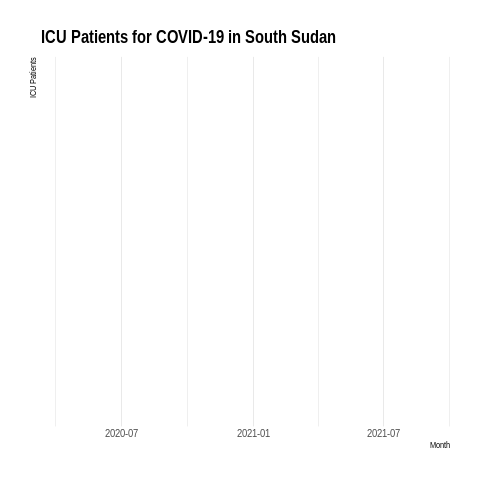 ICU Patients for COVID-19 in South Sudan
ICU Patients
2020-07 2021-01 2021-07
Month